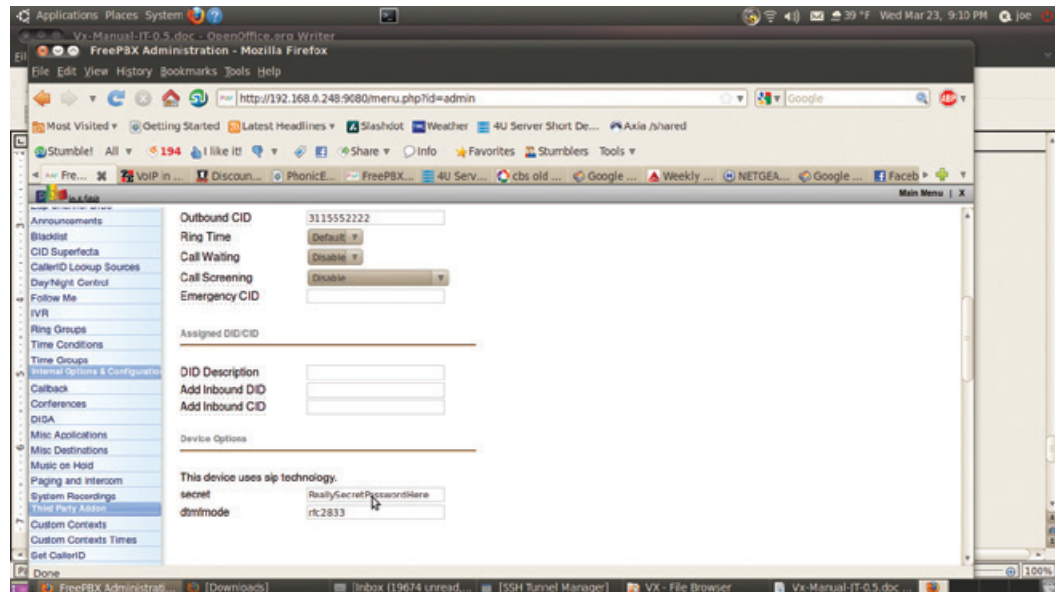 Applications Places System
39 °F Wed Mar 23, 9:10 PM joe
Vx-Manual-IT-0.5.doc - OpenOffice.org Writer
FreePBX Administration - Mozilla Firefox
File Edit View History Bookmarks Tools Help
http://192.168.0.248:9080/menu.php?id=admin
Google
Most Visited Getting Started Latest Headlines Slashdot Weather 4U Server Short De... Axia /shared
Stumble! All 194 I like it! Share Info Favorites Stumblers Tools
Fre... VoIP in ... Discoun... PhonicE... FreePBX... 4U Serv... cbs old ... Google ... Weekly ... NETGEA... Google ... Faceb
Main Menu | X
Announcements
Blacklist
CID Superfecta
CallerID Lookup Sources
Day/Night Control
Follow Me
IVR
Ring Groups
Time Conditions
Time Groups
Internal Options & Configuratio
Callback
Conferences
DISA
Misc Applications
Misc Destinations
Music on Hold
Paging and Intercom
System Recordings
Third Party Addon
Custom Contexts
Custom Contexts Times
Set CallerID
Outbound CID 3115552222
Ring Time Default
Call Waiting Disable
Call Screening Disable
Emergency CID
Assigned DID/CID
DID Description
Add Inbound DID
Add Inbound CID
Device Options
This device uses sip technology.
secret ReallySecretPasswordHere
dtmfmode rfc2833
Done
100%
FreePBX Administrati... [Downloads] [Inbox (19674 unread,... [SSH Tunnel Manager] VX - File Browser Vx-Manual-IT-0.5.doc ...